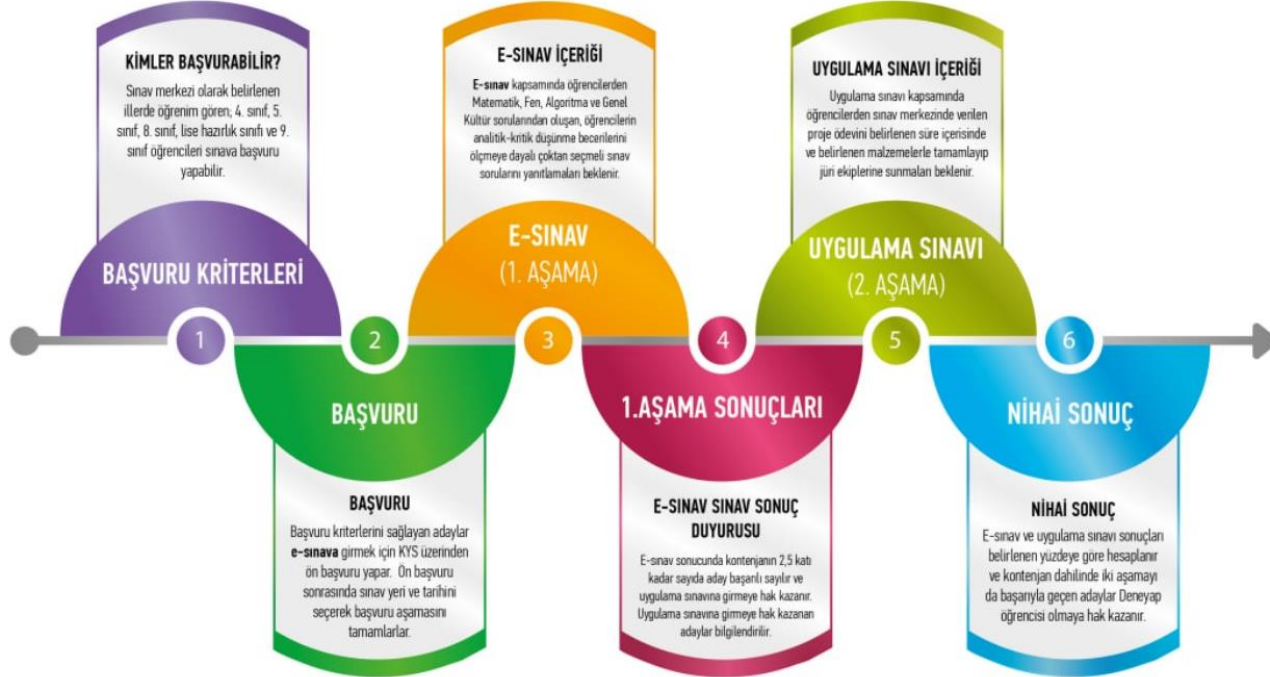 KİMLER BAŞVURABİLİR?
Sınav merkezi olarak belirlenen
illerde öğrenim gören; 4. sınıf, 5.
sınıf, 8. sınıf, lise hazırlık sınıfı ve 9.
sınıf öğrencileri sınava başvuru
yapabilir.
BAŞVURU KRİTERLERİ
1
2
BAŞVURU
BAŞVURU
Başvuru kriterlerini sağlayan adaylar
e-sınava girmek için KYS üzerinden
ön başvuru yapar. Ön başvuru
sonrasında sınav yeri ve tarihini
seçerek başvuru aşamasını
tamamlarlar.
E-SINAV İÇERİĞİ
E-sınav kapsamında öğrencilerden
Matematik, Fen, Algoritma ve Genel
Kültür sorularından oluşan, öğrencilerin
analitik-kritik düşünme becerilerini
ölçmeye dayalı çoktan seçmeli sınav
sorularını yanıtlamaları beklenir.
E-SINAV
(1. AŞAMA)
3
4
1.AŞAMA SONUÇLARI
E-SINAV SINAV SONUÇ
DUYURUSU
E-sınav sonucunda kontenjanın 2,5 katı
kadar sayıda aday başarılı sayılır ve
uygulama sınavına girmeye hak kazanır.
Uygulama sınavına girmeye hak kazanan
adaylar bilgilendirilir.
UYGULAMA SINAVI İÇERİĞİ
Uygulama sınavı kapsamında
öğrencilerden sınav merkezinde verilen
proje ödevini belirlenen süre içerisinde
ve belirlenen malzemelerle tamamlayıp
jüri ekiplerine sunmaları beklenir.
UYGULAMA SINAVI
(2. AŞAMA)
5
6
NİHAİ SONUÇ
NİHAİ SONUÇ
E-sınav ve uygulama sınavı sonuçları
belirlenen yüzdeye göre hesaplanır
ve kontenjan dahilinde iki aşamayı
da başarıyla geçen adaylar Deneyap
öğrencisi olmaya hak kazanır.